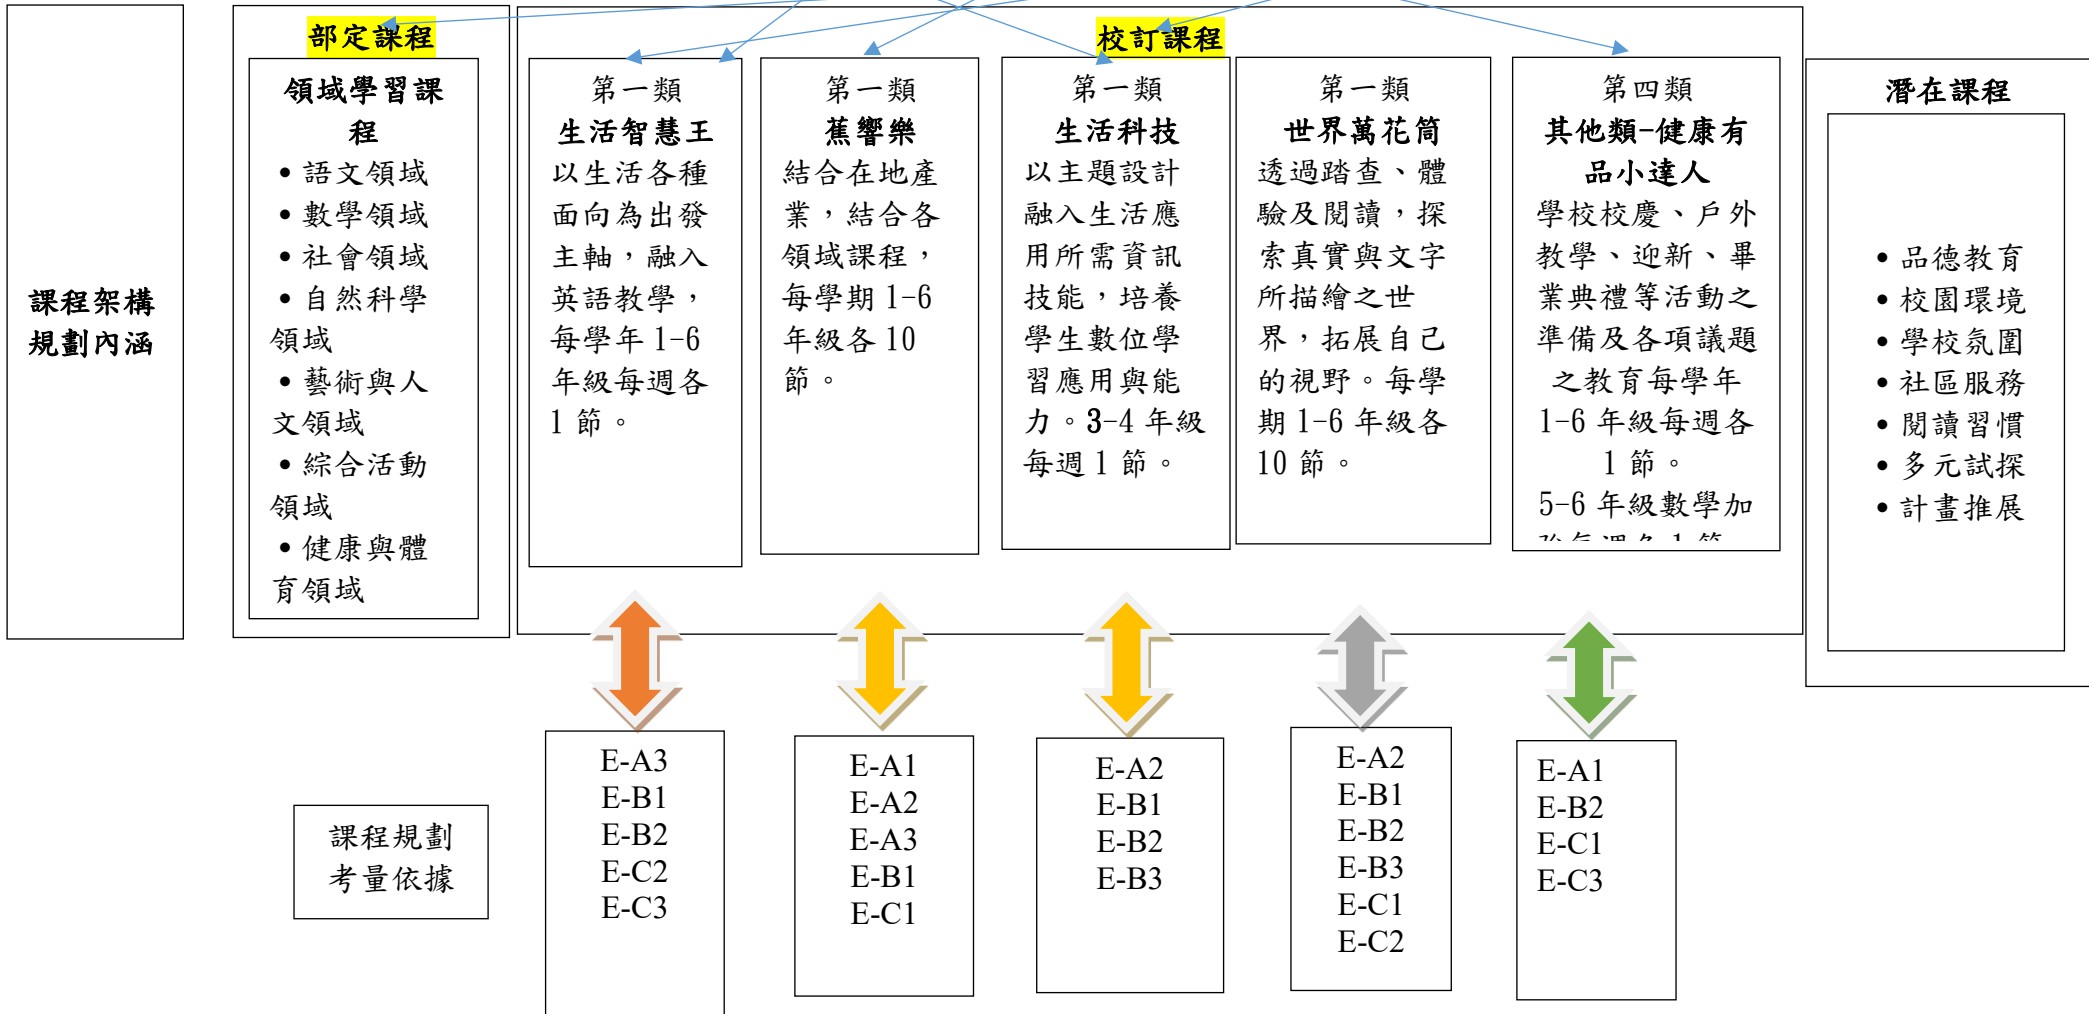 課程架構
規劃內涵
部定課程
領域學習課
程
•語文領域
•數學領域
•社會領域
•自然科學
領域
•藝術與人
文領域
•綜合活動
領域
•健康與體
育領域
校訂課程
第一類
生活智慧王
以生活各種
面向為出發
主軸，融入
英語教學，
每學年 1-6
年級每週各
1 節。
第一類
蕉響樂
結合在地產
業，結合各
領域課程，
每學期 1-6
年級各 10
節。
第一類
生活科技
以主題設計
融入生活應
用所需資訊
技能，培養
學生數位學
習應用與能
力。3-4 年級
每週 1 節。
第一類
世界萬花筒
透過踏查、體
驗及閱讀，探
索真實與文字
所描繪之世
界，拓展自己
的視野。每學
期 1-6 年級各
10 節。
第四類
其他類-健康有
品小達人
學校校慶、戶外
教學、迎新、畢
業典禮等活動之
準備及各項議題
之教育每學年
1-6 年級每週各
1 節。
5-6 年級數學加
潛在課程
•品德教育
•校園環境
•學校氛圍
•社區服務
•閱讀習慣
•多元試探
•計畫推展
課程規劃
考量依據
E-A3
E-B1
E-B2
E-C2
E-C3
E-A1
E-A2
E-A3
E-B1
E-C1
E-A2
E-B1
E-B2
E-B3
E-A2
E-B1
E-B2
E-B3
E-C1
E-C2
E-A1
E-B2
E-C1
E-C3